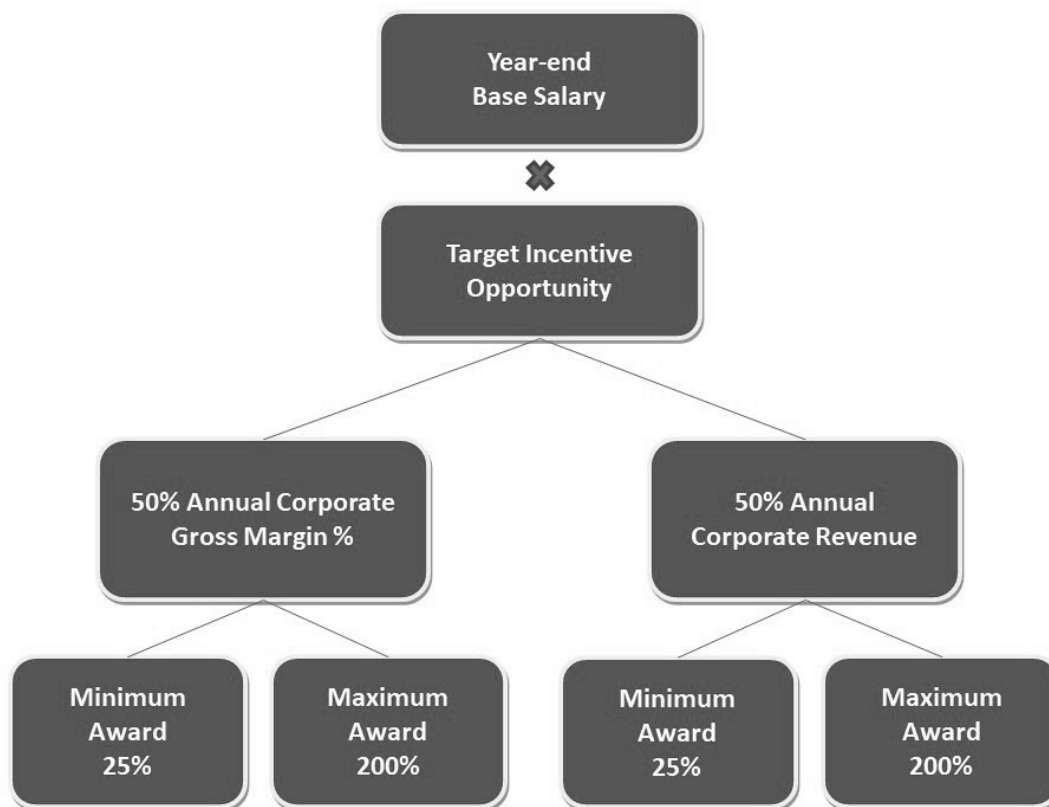 Year-end
Base Salary
Target Incentive
Opportunity
50% Annual Corporate
Gross Margin %
50% Annual
Corporate Revenue
Minimum
Award
25%
Maximum
Award
200%
Minimum
Award
25%
Maximum
Award
200%